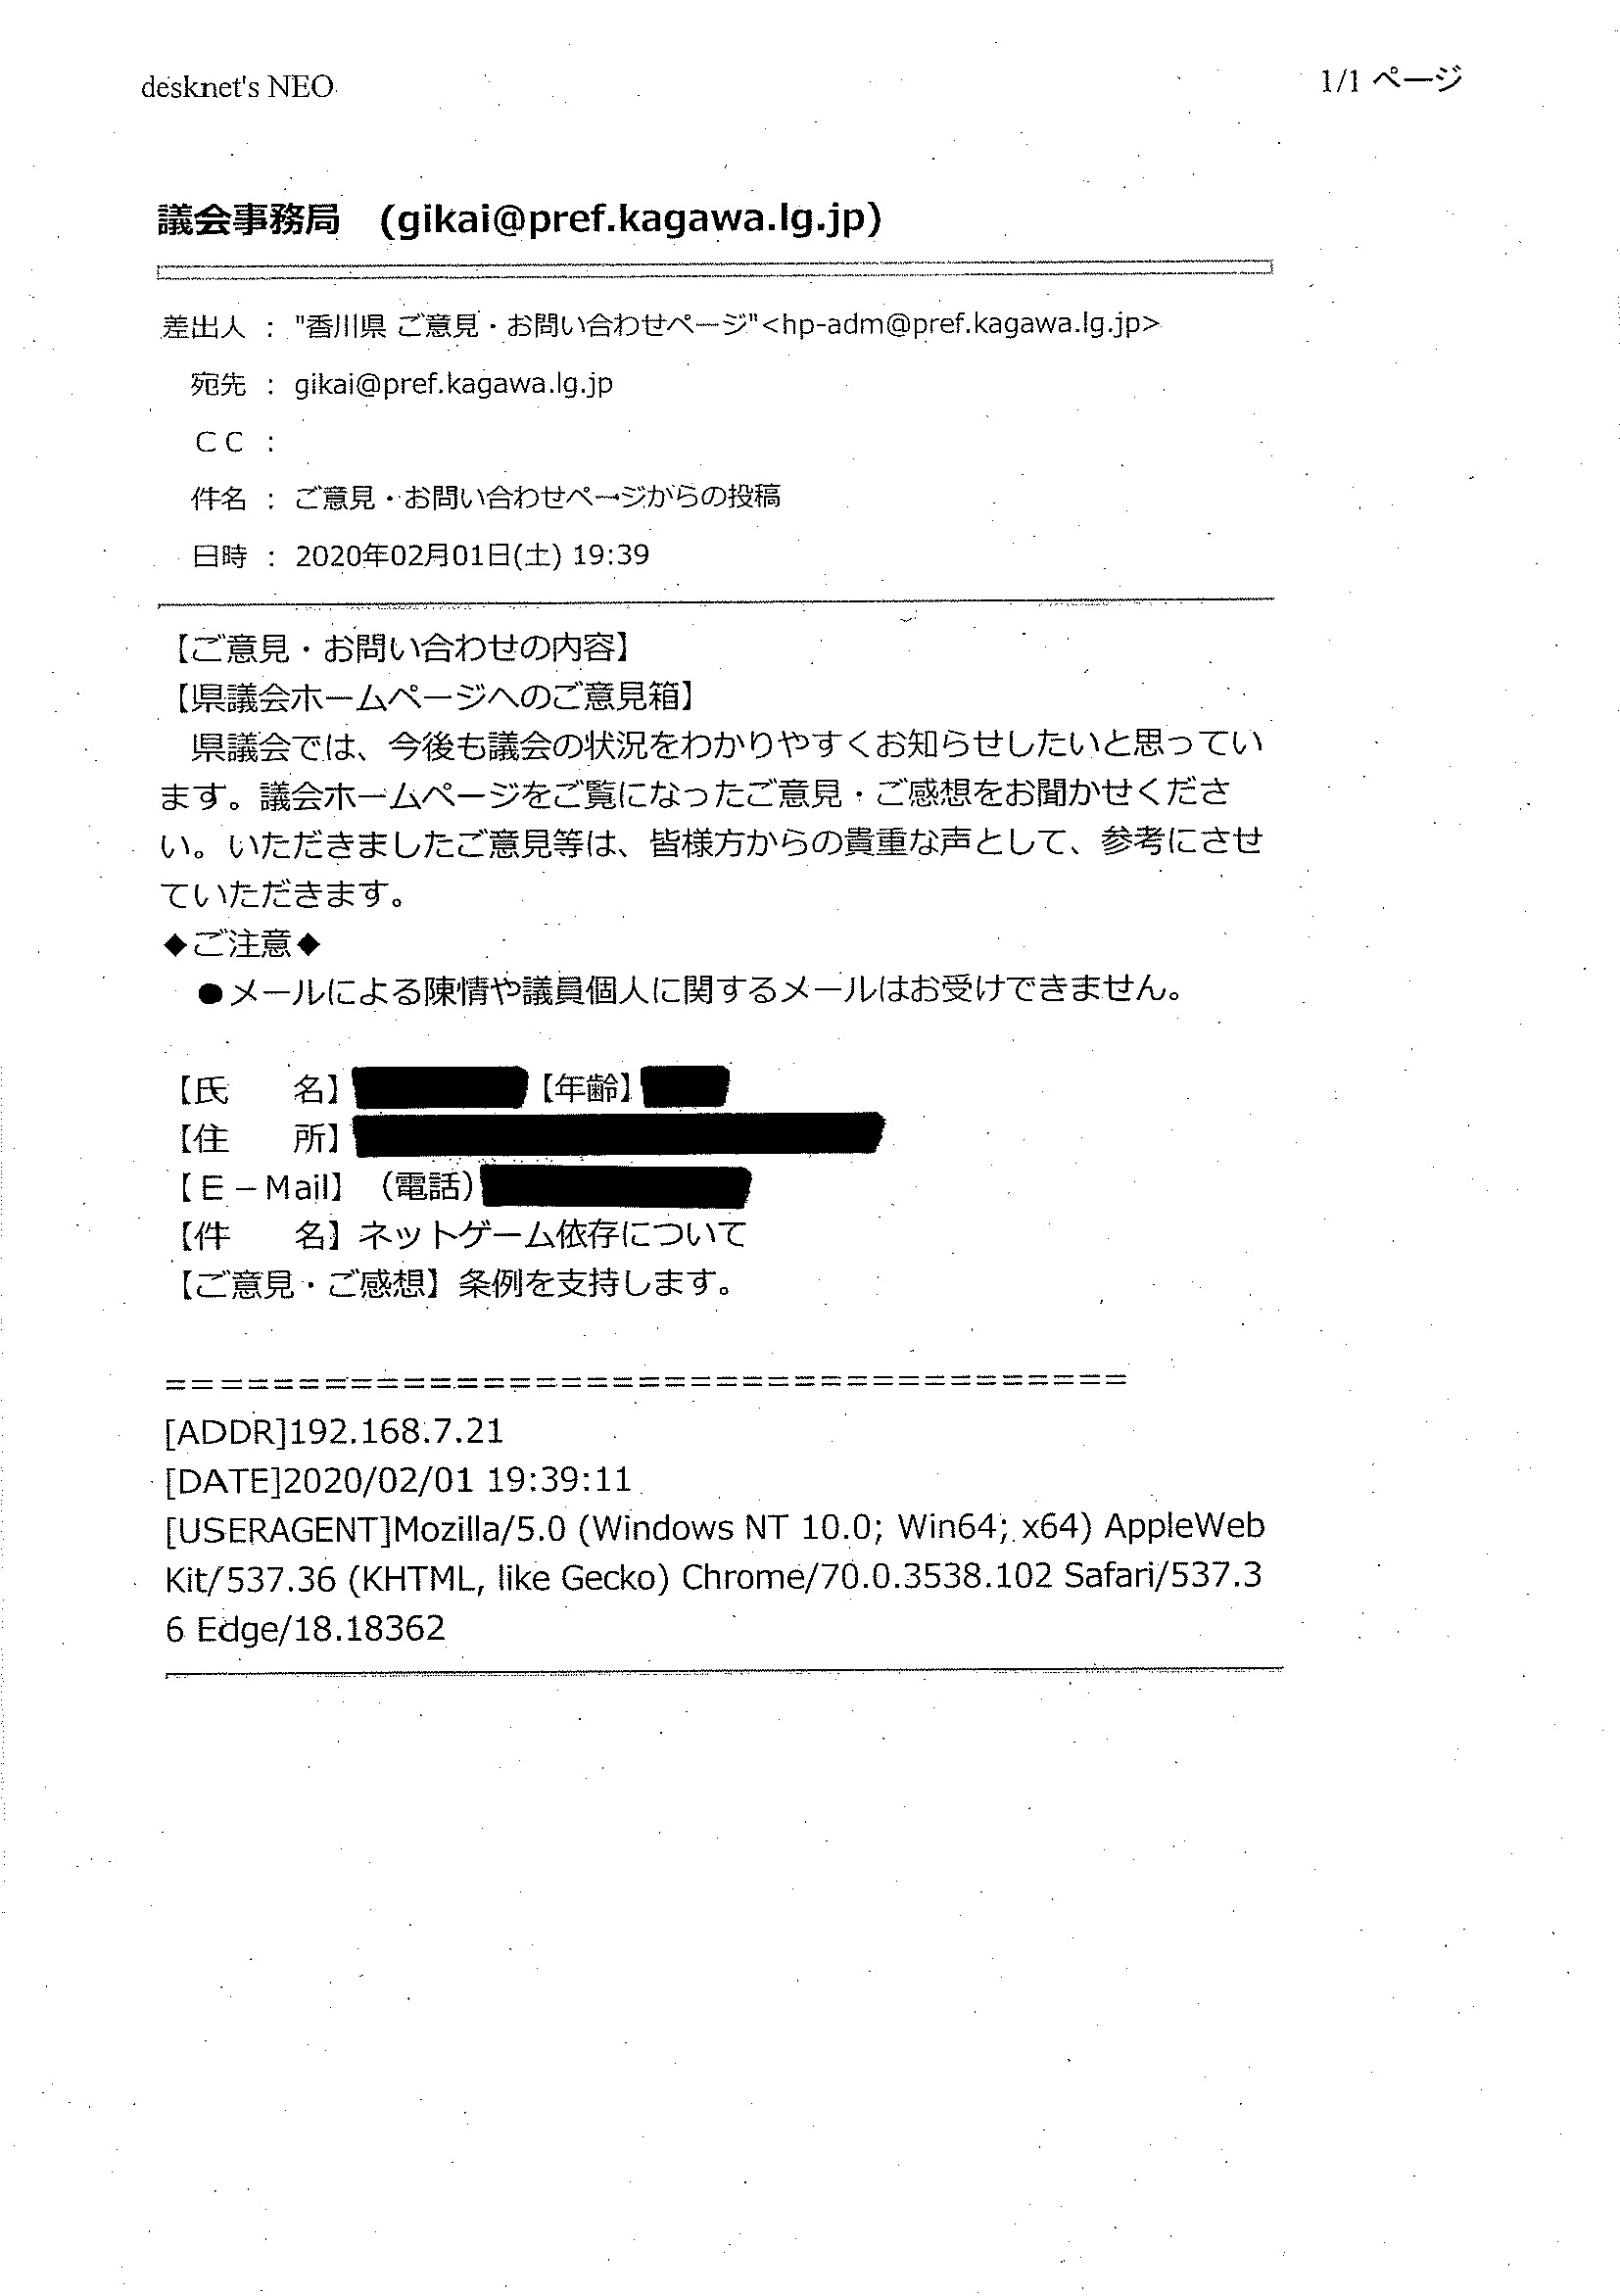 desknet's NEO
1/1 ページ
議会事務局　(gikai@pref.kagawa.lg.jp)
差出人 : "香川県 ご意見・お問い合わせページ"<hp-adm@pref.kagawa.lg.jp>
宛先 : gikai@pref.kagawa.lg.jp
ＣＣ :
件名 : ご意見・お問い合わせページからの投稿
日時 : 2020年02月01日(土) 19:39
【ご意見・お問い合わせの内容】
【県議会ホームページへのご意見箱】
　県議会では、今後も議会の状況をわかりやすくお知らせしたいと思ってい
ます。議会ホームページをご覧になったご意見・ご感想をお聞かせくださ
い。いただきましたご意見等は、皆様方からの貴重な声として、参考にさせ
ていただきます。
◆ご注意◆
　●メールによる陳情や議員個人に関するメールはお受けできません。
【氏　　名】【年齢】
【住　　所】
【Ｅ－Mail】（電話）
【件　　名】ネットゲーム依存について
【ご意見・ご感想】条例を支持します。
=====================================
[ADDR]192.168.7.21
[DATE]2020/02/01 19:39:11
[USERAGENT]Mozilla/5.0 (Windows NT 10.0; Win64; x64) AppleWeb
Kit/537.36 (KHTML, like Gecko) Chrome/70.0.3538.102 Safari/537.3
6 Edge/18.18362